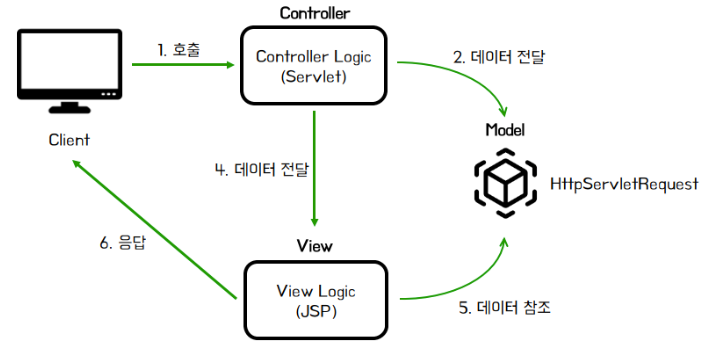 Controller
1. 호출
Controller Logic
(Servlet)
2. 데이터 전달
Client
Model
HttpServletRequest
4. 데이터 전달
6. 응답
View
View Logic
(JSP)
5. 데이터 참조